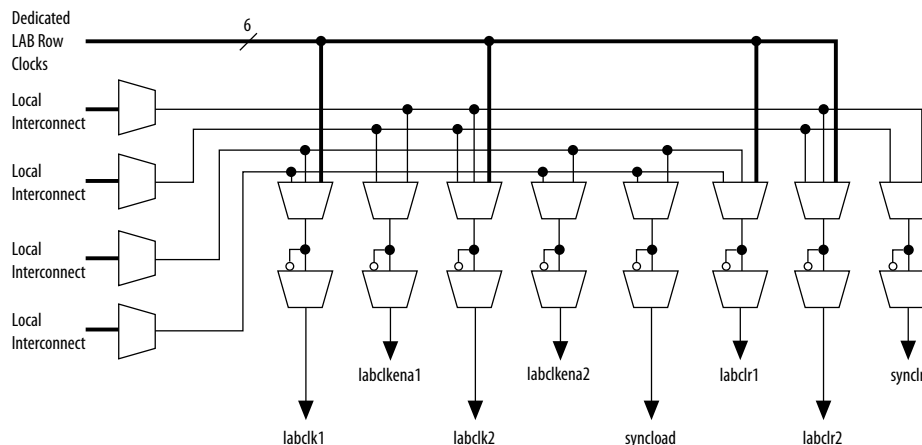 Dedicated
LAB Row
Clocks
6
Local
Interconnect
Local
Interconnect
Local
Interconnect
Local
Interconnect
labclkena1
labclkena2
labclr1
synclr
labclk1
labclk2
syncload
labclr2